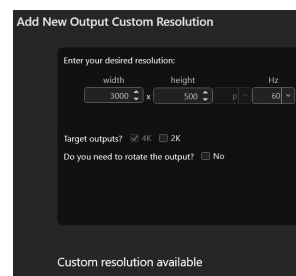 Add New Output Custom Resolution
Enter your desired resolution:
width height Hz
3000 x 500 p 60
Target outputs? 4K 2K
Do you need to rotate the output? No
Custom resolution available